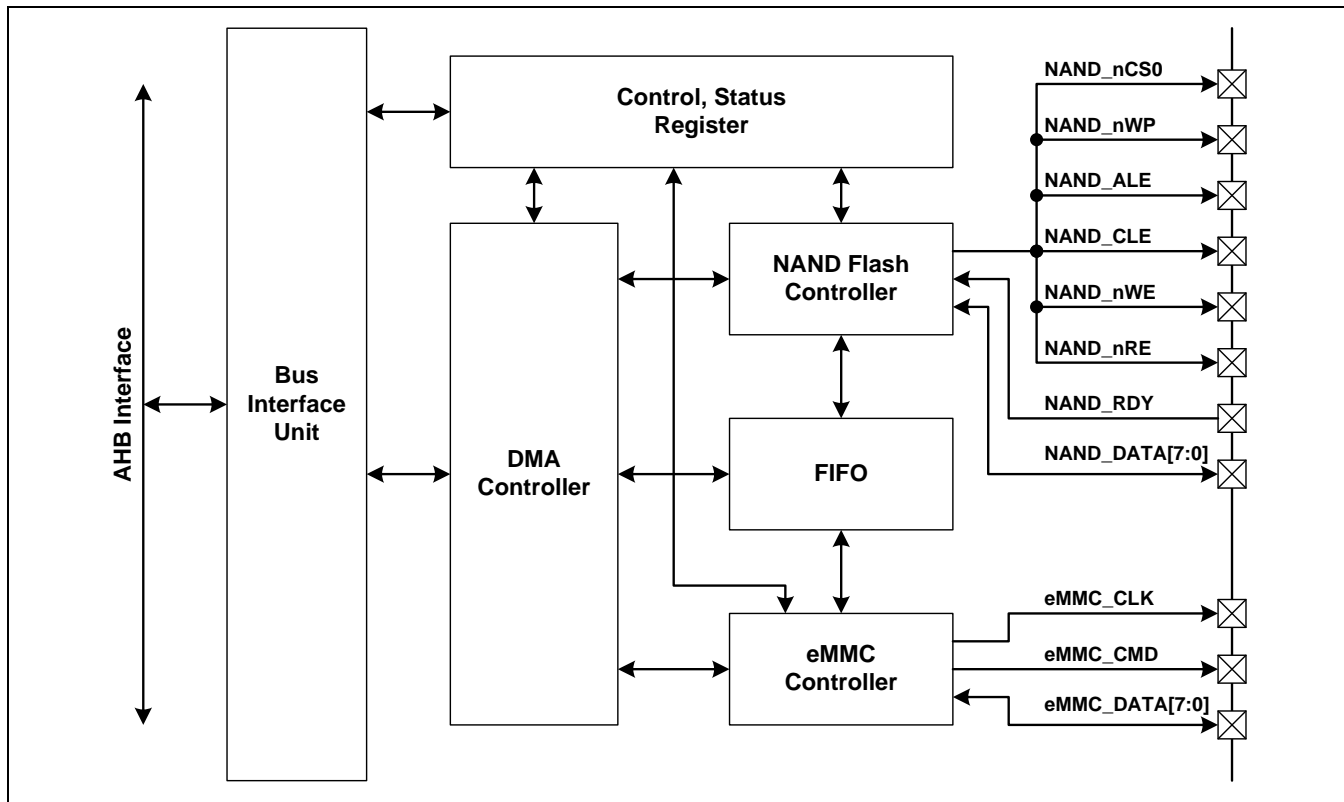 AHB Interface
Bus
Interface
Unit
Control, Status
Register
DMA
Controller
NAND Flash
Controller
FIFO
eMMC
Controller
NAND_nCS0
NAND_nWP
NAND_ALE
NAND_CLE
NAND_nWE
NAND_nRE
NAND_RDY
NAND_DATA[7:0]
eMMC_CLK
eMMC_CMD
eMMC_DATA[7:0]